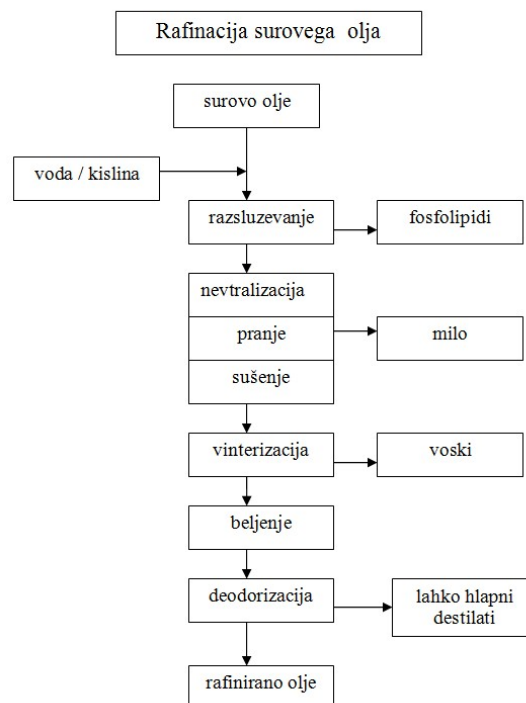 Rafinacija surovega olja
surovo olje
voda / kislina
razsluzevanje
fosfolipidi
nevtralizacija
pranje
milo
sušenje
vinterizacija
voski
beljenje
deodorizacija
lahko hlapni
destilati
rafinirano olje